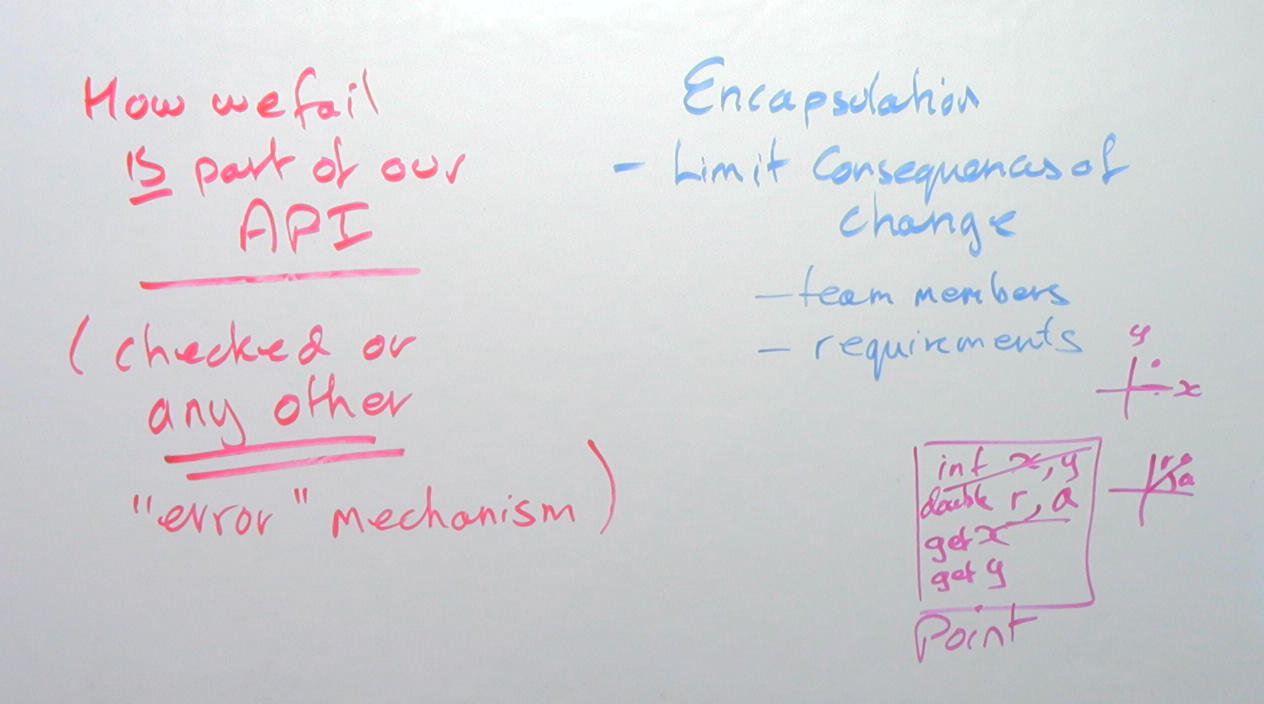 How we fail
IS part of our
API
(checked or
any other
"error" mechanism)
Encapsulation
- Limit Consequences of
change
- team members
- requirements
y
x
int x, y
double r, a
get x
get y
Point
r
a